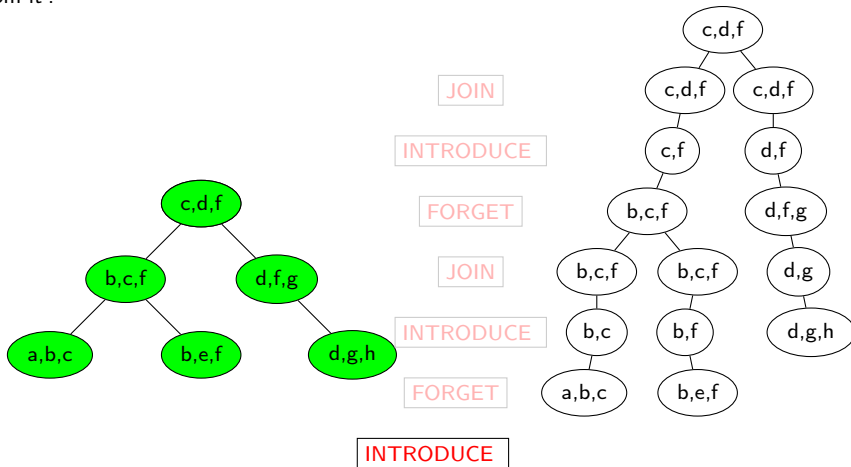 c,d,f
JOIN c,d,f c,d,f
INTRODUCE c,f d,f
c,d,f
FORGET b,c,f d,f,g
b,c,f d,f,g
JOIN b,c,f b,c,f d,g
INTRODUCE b,c b,f d,g,h
a,b,c b,e,f d,g,h
FORGET a,b,c b,e,f
INTRODUCE